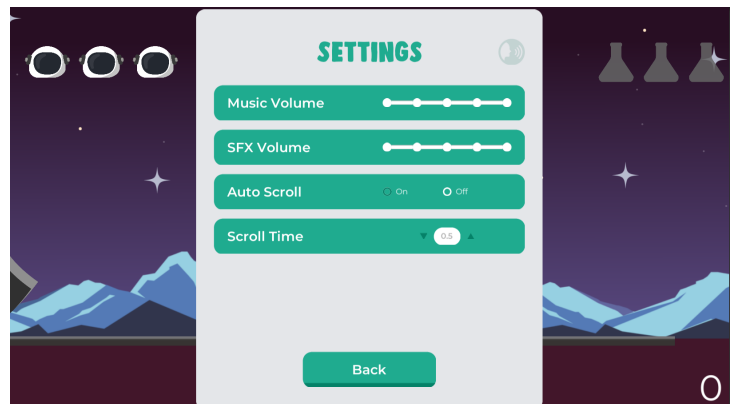 SETTINGS
Music Volume
SFX Volume
Auto Scroll On Off
Scroll Time 0.5
Back
0